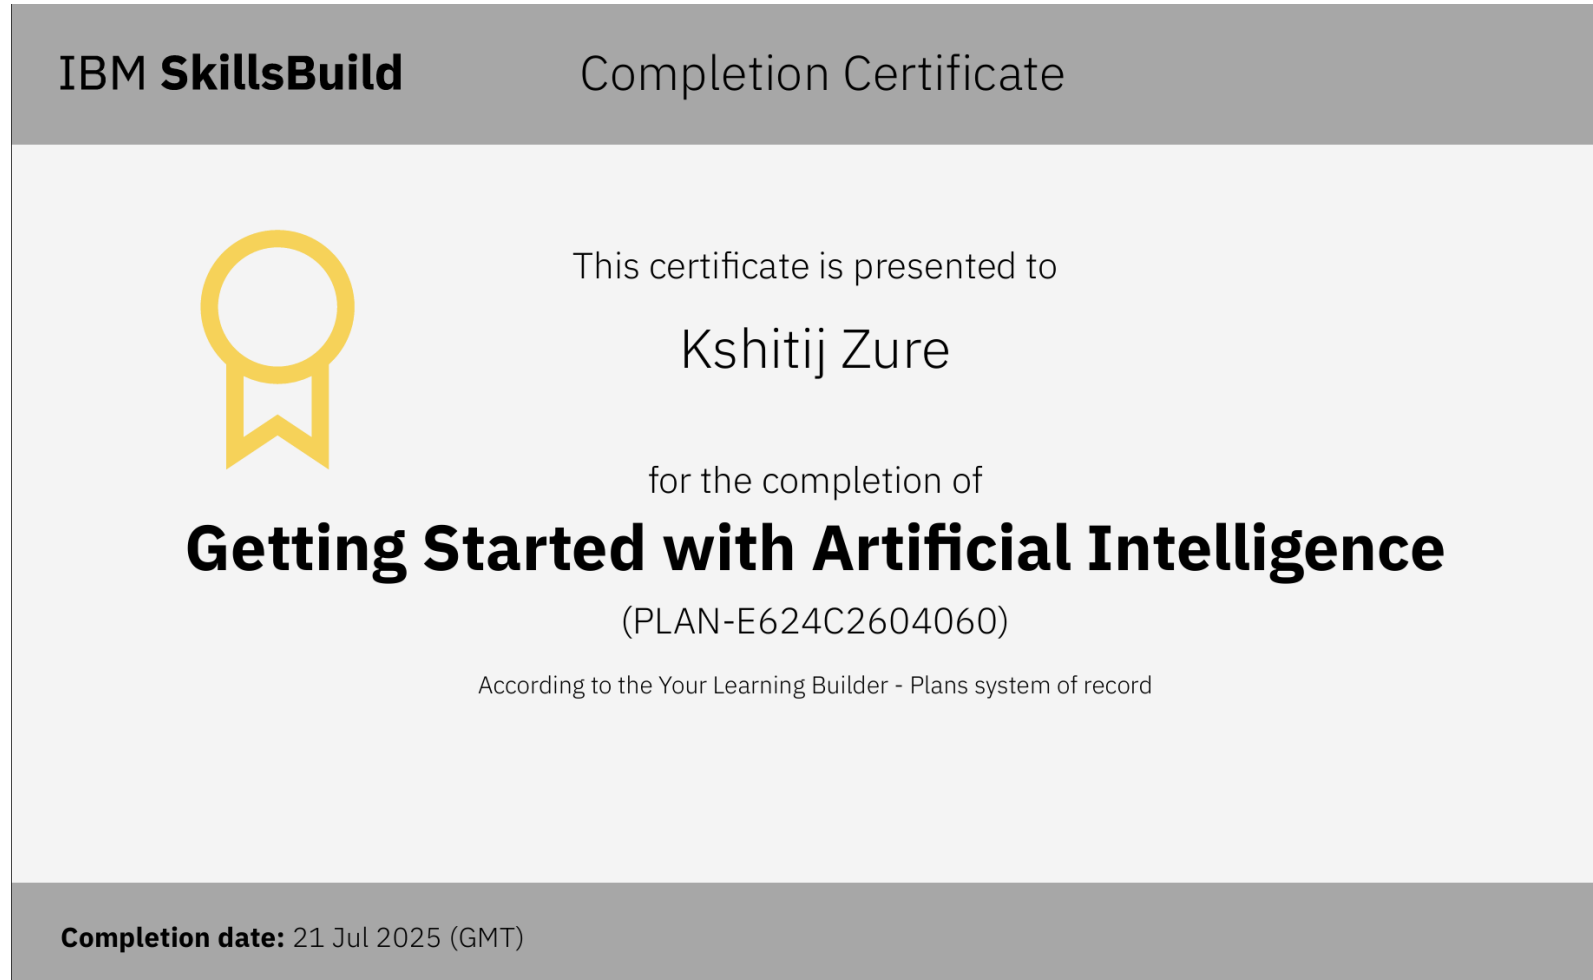 IBM SkillsBuild
Completion Certificate
This certificate is presented to
Kshitij Zure
for the completion of
Getting Started with Artificial Intelligence
(PLAN-E624C2604060)
According to the Your Learning Builder - Plans system of record
Completion date: 21 Jul 2025 (GMT)